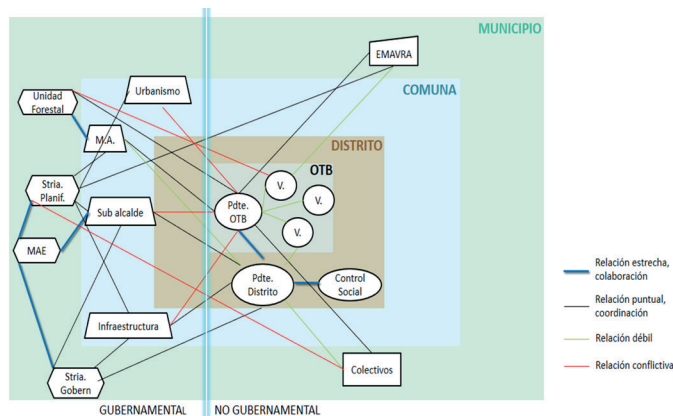 MUNICIPIO
EMAVRA
Unidad
Forestal
Urbanismo
COMUNA
M.A.
DISTRITO
OTB
V.
Stria.
Planif.
Sub alcalde
Pdte.
OTB
V.
V.
MAE
Pdte.
Distrito
Control
Social
Infraestructura
Stria.
Gobern
Colectivos
GUBERNAMENTAL
NO GUBERNAMENTAL
Relación estrecha,
colaboración
Relación puntual,
coordinación
Relación débil
Relación conflictiva